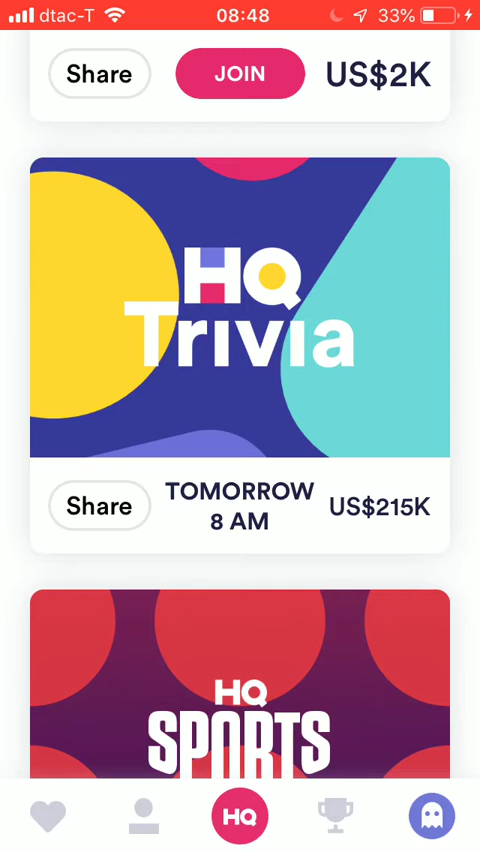 dtac-T 08:48 33%
Share JOIN US$2K
HQ
Trivia
Share TOMORROW 8 AM US$215K
HQ
SPORTS
HQ